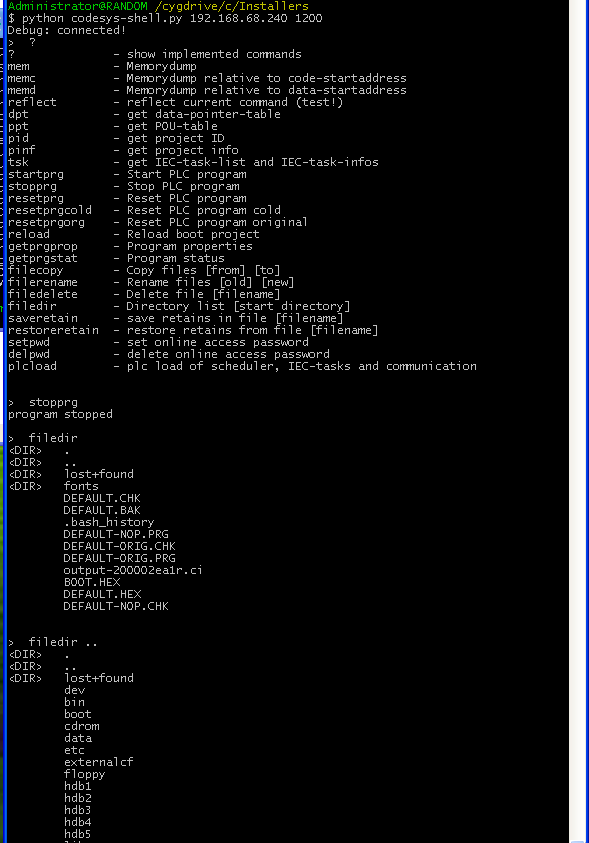 Administrator@RANDOM /cygdrive/c/Installers
$ python codesys-shell.py 192.168.68.240 1200
Debug: connected!
>  ?
?            - show implemented commands
mem          - Memorydump
memc         - Memorydump relative to code-startaddress
memd         - Memorydump relative to data-startaddress
reflect      - reflect current command (test!)
dpt          - get data-pointer-table
ppt          - get POU-table
pid          - get project ID
pinf         - get project info
tsk          - get IEC-task-list and IEC-task-infos
startprg     - Start PLC program
stopprg      - Stop PLC program
resetprg     - Reset PLC program
resetprgcold - Reset PLC program cold
resetprgorg  - Reset PLC program original
reload       - Reload boot project
getprgprop   - Program properties
getprgstat   - Program status
filecopy     - Copy files [from] [to]
filerename   - Rename files [old] [new]
filedelete   - Delete file [filename]
filedir      - Directory list [start directory]
saveretain   - save retains in file [filename]
restoreretain - restore retains from file [filename]
setpwd       - set online access password
delpwd       - delete online access password
plcload      - plc load of scheduler, IEC-tasks and communication
>  stopprg
program stopped
>  filedir
<DIR>   .
<DIR>   ..
<DIR>   lost+found
<DIR>   fonts
DEFAULT.CHK
DEFAULT.BAK
.bash_history
DEFAULT-NOP.PRG
DEFAULT-ORIG.CHK
DEFAULT-ORIG.PRG
output-200002ea1r.ci
BOOT.HEX
DEFAULT.HEX
DEFAULT-NOP.CHK
>  filedir ..
<DIR>   .
<DIR>   ..
<DIR>   lost+found
dev
bin
boot
cdrom
data
etc
externalcf
floppy
hdb1
hdb2
hdb3
hdb4
hdb5